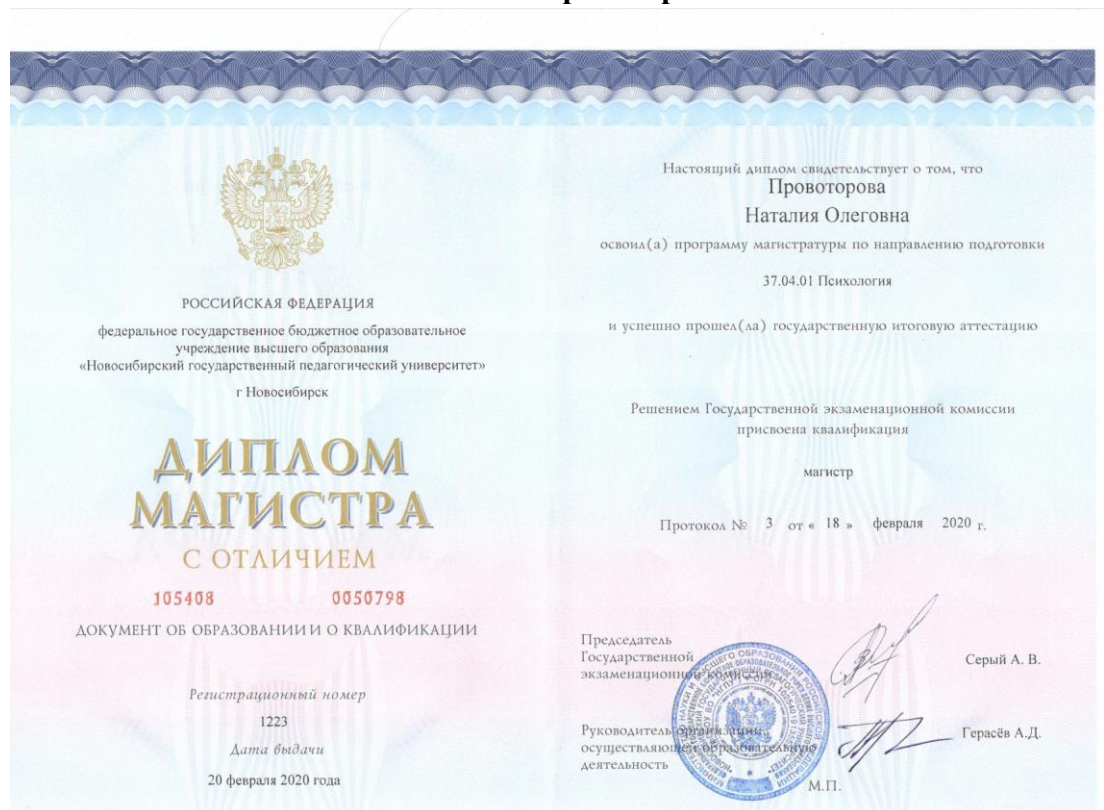 РОССИЙСКАЯ ФЕДЕРАЦИЯ
федеральное государственное бюджетное образовательное
учреждение высшего образования
«Новосибирский государственный педагогический университет»
г Новосибирск
ДИПЛОМ
МАГИСТРА
С ОТЛИЧИЕМ
105408 0050798
ДОКУМЕНТ ОБ ОБРАЗОВАНИИ И О КВАЛИФИКАЦИИ
Регистрационный номер
1223
Дата выдачи
20 февраля 2020 года
Настоящий диплом свидетельствует о том, что
Провоторова
Наталия Олеговна
освоил(а) программу магистратуры по направлению подготовки
37.04.01 Психология
и успешно прошел(ла) государственную итоговую аттестацию
Решением Государственной экзаменационной комиссии
присвоена квалификация
магистр
Протокол № 3 от « 18 » февраля 2020 г.
Председатель
Государственной
экзаменационной комиссии
Серый А. В.
Руководитель организации,
осуществляющей образовательную
деятельность
Герасёв А.Д.
М.П.